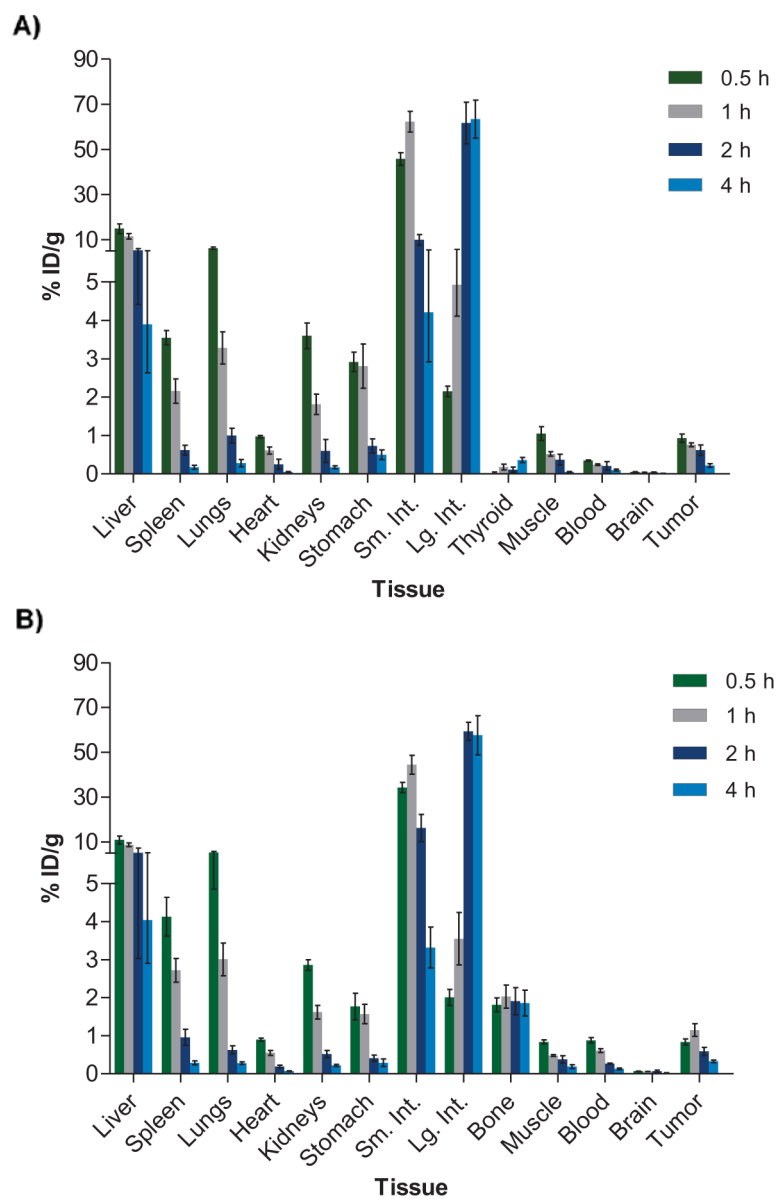 A)
90
70
50
30
10
5
4
3
2
1
0
% ID/g
0.5 h
1 h
2 h
4 h
Liver
Spleen
Lungs
Heart
Kidneys
Stomach
Sm. Int.
Lg. Int.
Thyroid
Muscle
Blood
Brain
Tumor
Tissue
B)
90
70
50
30
10
5
4
3
2
1
0
% ID/g
0.5 h
1 h
2 h
4 h
Liver
Spleen
Lungs
Heart
Kidneys
Stomach
Sm. Int.
Lg. Int.
Bone
Muscle
Blood
Brain
Tumor
Tissue